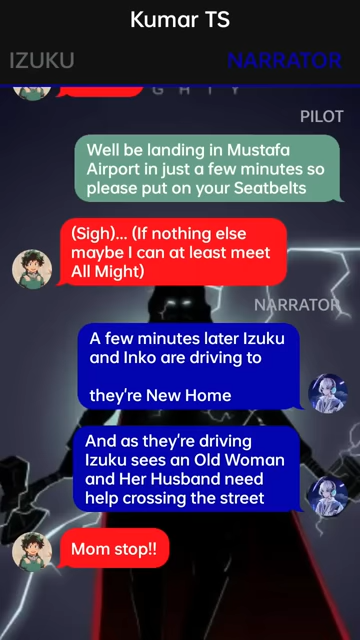 Kumar TS
IZUKU
NARRATOR
G H T Y
PILOT
Well be landing in Mustafa
Airport in just a few minutes so
please put on your Seatbelts
(Sigh)... (If nothing else
maybe I can at least meet
All Might)
NARRATOR
A few minutes later Izuku
and Inko are driving to
they're New Home
And as they're driving
Izuku sees an Old Woman
and Her Husband need
help crossing the street
Mom stop!!